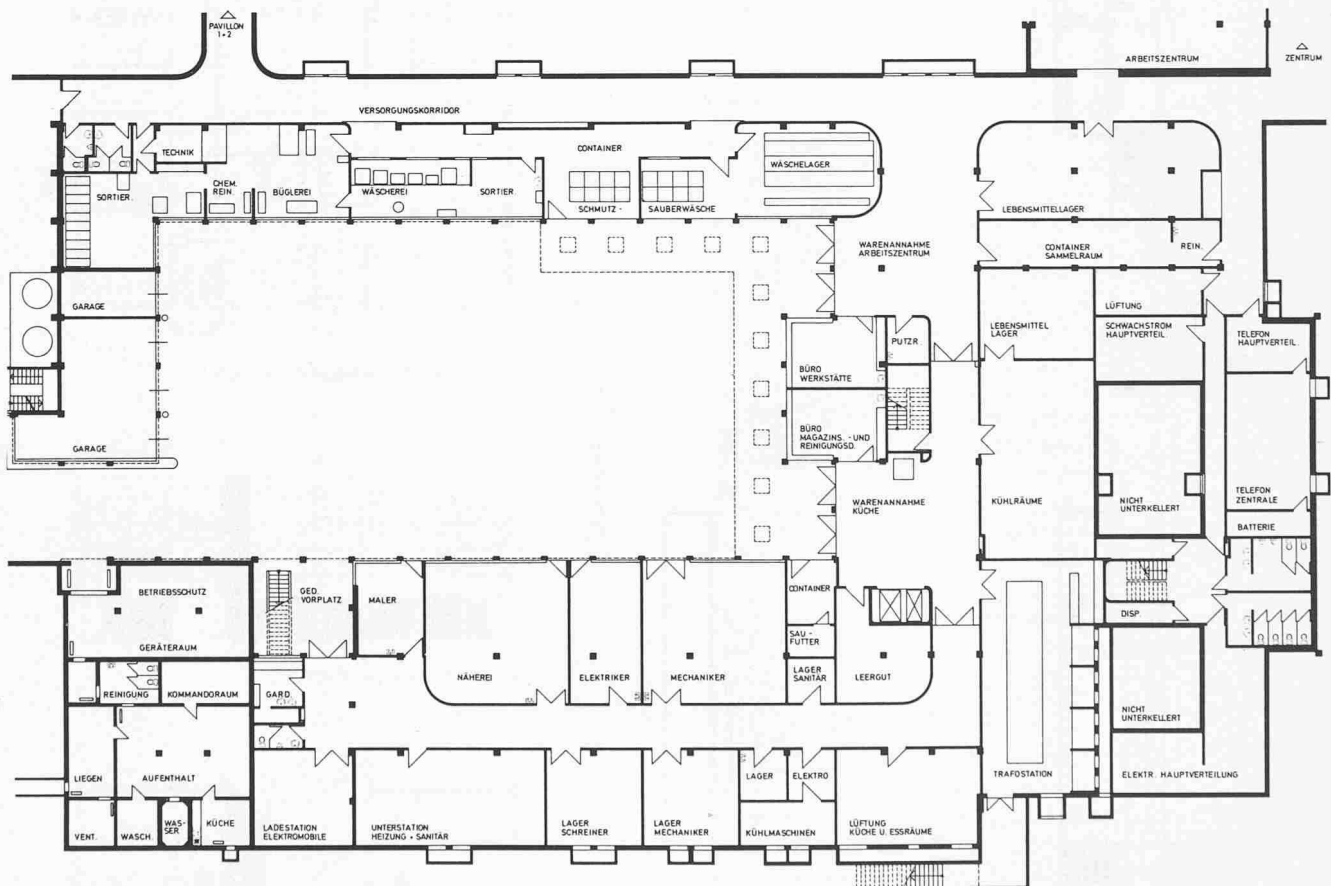 PAVILLON
1+2
ARBEITSZENTRUM
ZENTRUM
VERSORGUNGSKORRIDOR
TECHNIK
CONTAINER
WÄSCHELAGER
SORTIER.
CHEM.
REIN.
BÜGLEREI
WÄSCHEREI
SORTIER.
SCHMUTZ -
SAUBERWÄSCHE
LEBENSMITTELLAGER
WARENANNAHME
ARBEITSZENTRUM
CONTAINER
SAMMELRAUM
REIN.
GARAGE
LÜFTUNG
LEBENSMITTEL
LAGER
SCHWACHSTROM
HAUPTVERTEIL.
TELEFON
HAUPTVERTEIL.
PUTZR.
BÜRO
WERKSTÄTTE
BÜRO
MAGAZINS. - UND
REINIGUNGSD.
GARAGE
WARENANNAHME
KÜCHE
KÜHLRÄUME
NICHT
UNTERKELLERT
TELEFON
ZENTRALE
BATTERIE
BETRIEBSSCHUTZ
GERÄTERAUM
GED.
VORPLATZ
MALER
CONTAINER
DISP.
SAU -
FUTTER
NÄHEREI
ELEKTRIKER
MECHANIKER
LAGER
SANITÄR
LEERGUT
REINIGUNG
KOMMANDORAUM
GARD.
NICHT
UNTERKELLERT
LIEGEN
AUFENTHALT
LAGER
ELEKTRO
TRAFOSTATION
ELEKTR. HAUPTVERTEILUNG
VENT.
WASCH.
WAS-
SER
KÜCHE
LADESTATION
ELEKTROMOBILE
UNTERSTATION
HEIZUNG + SANITÄR
LAGER
SCHREINER
LAGER
MECHANIKER
KÜHLMASCHINEN
LÜFTUNG
KÜCHE U. ESSRÄUME